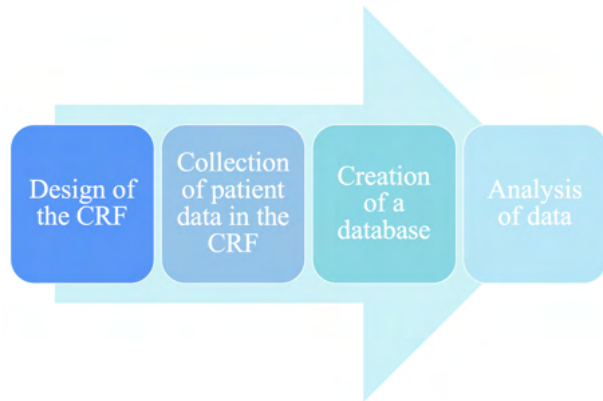 Design of
the CRF
Collection
of patient
data in the
CRF
Creation
of a
database
Analysis
of data